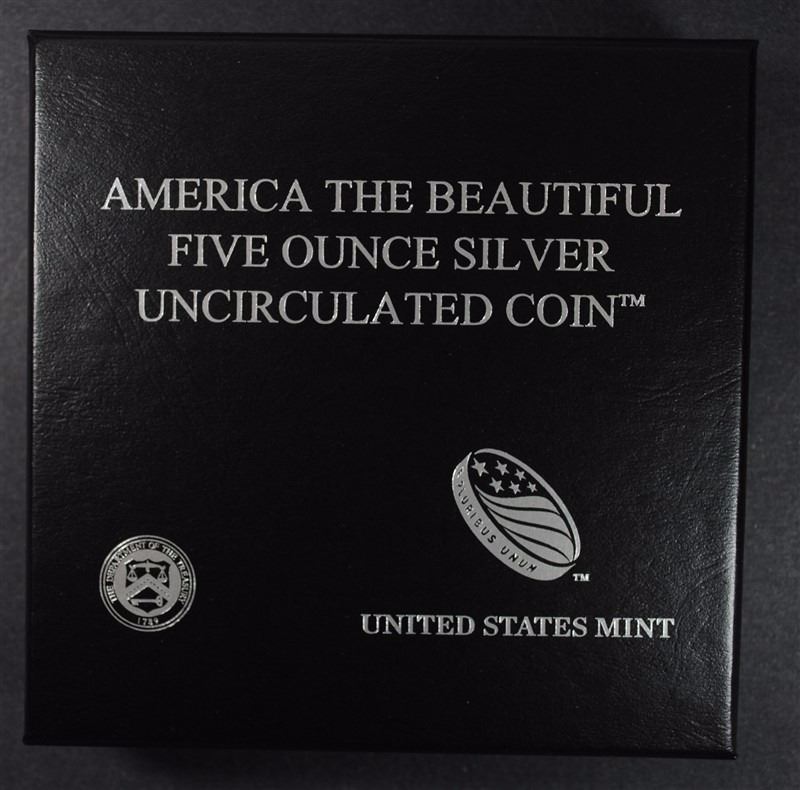 AMERICA THE BEAUTIFUL
FIVE OUNCE SILVER
UNCIRCULATED COIN™
E PLURIBUS UNUM
™
THE DEPARTMENT OF THE TREASURY
1789
UNITED STATES MINT